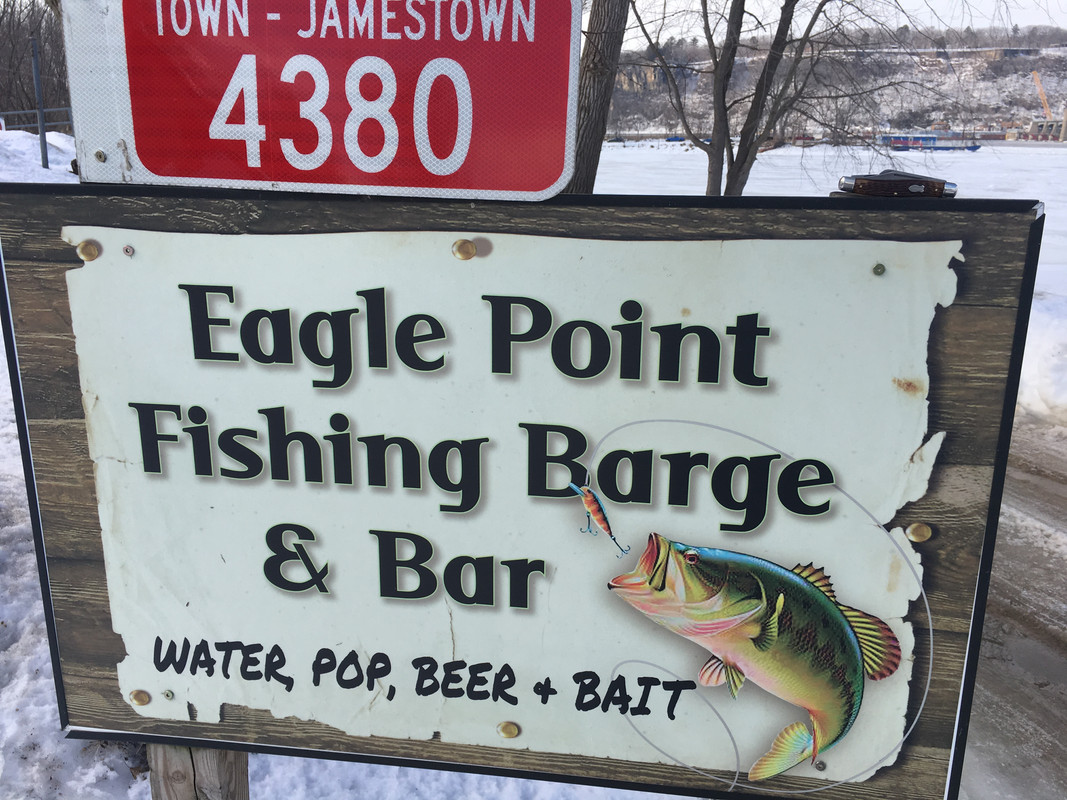 TOWN - JAMESTOWN
4380
Eagle Point
Fishing Barge
& Bar
WATER, POP, BEER + BAIT